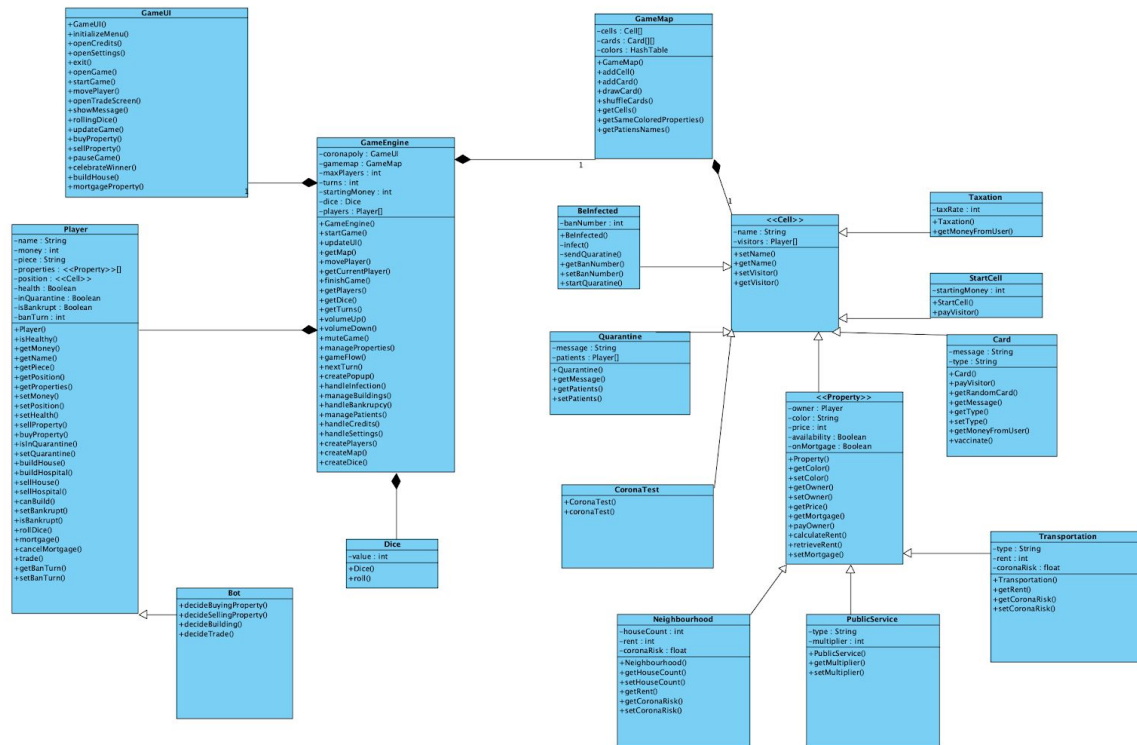 GameUI
+GameUI()
+initializeMenu()
+openCredits()
+openSettings()
+exit()
+openGame()
+startGame()
+movePlayer()
+openTradeScreen()
+showMessage()
+rollingDice()
+updateGame()
+buyProperty()
+sellProperty()
+pauseGame()
+celebrateWinner()
+buildHouse()
+mortgageProperty()
1
GameMap
-cells : Cell[]
-cards : Card[][]
-colors : HashTable
+GameMap()
+addCell()
+addCard()
+drawCard()
+shuffleCards()
+getCells()
+getSameColoredProperties()
+getPatiensNames()
1
1
GameEngine
-coronapoly : GameUI
-gamemap : GameMap
-maxPlayers : int
-turns : int
-startingMoney : int
-dice : Dice
-players : Player[]
+GameEngine()
+startGame()
+updateUI()
+getMap()
+movePlayer()
+getCurrentPlayer()
+finishGame()
+getPlayers()
+getDice()
+getTurns()
+volumeUp()
+volumeDown()
+muteGame()
+manageProperties()
+gameFlow()
+nextTurn()
+createPopup()
+handleInfection()
+manageBuildings()
+handleBankrupcy()
+managePatients()
+handleCredits()
+handleSettings()
+createPlayers()
+createMap()
+createDice()
Player
-name : String
-money : int
-piece : String
-properties : <<Property>>[]
-position : <<Cell>>
-health : Boolean
-inQuarantine : Boolean
-isBankrupt : Boolean
-banTurn : int
+Player()
+isHealthy()
+getMoney()
+getName()
+getPiece()
+getPosition()
+getProperties()
+setMoney()
+setPosition()
+setHealth()
+sellProperty()
+buyProperty()
+isInQuarantine()
+setQuarantine()
+buildHouse()
+buildHospital()
+sellHouse()
+sellHospital()
+canBuild()
+setBankrupt()
+isBankrupt()
+rollDice()
+mortgage()
+cancelMortgage()
+trade()
+getBanTurn()
+setBanTurn()
Bot
+decideBuyingProperty()
+decideSellingProperty()
+decideBuilding()
+decideTrade()
Dice
-value : int
+Dice()
+roll()
BeInfected
-banNumber : int
+BeInfected()
-infect()
-sendQuaratine()
+getBanNumber()
+setBanNumber()
+startQuaratine()
<<Cell>>
-name : String
-visitors : Player[]
+setName()
+getName()
+setVisitor()
+getVisitor()
Taxation
-taxRate : int
+Taxation()
+getMoneyFromUser()
StartCell
-startingMoney : int
+StartCell()
+payVisitor()
Quarantine
-message : String
-patients : Player[]
+Quarantine()
+getMessage()
+getPatients()
+setPatients()
Card
-message : String
-type : String
+Card()
+payVisitor()
+getRandomCard()
+getMessage()
+getType()
+setType()
+getMoneyFromUser()
+vaccinate()
<<Property>>
-owner : Player
-color : String
-price : int
-availability : Boolean
-onMortgage : Boolean
+Property()
+getColor()
+setColor()
+getOwner()
+setOwner()
+getPrice()
+getMortgage()
+payOwner()
+calculateRent()
+retrieveRent()
+setMortgage()
CoronaTest
+CoronaTest()
+coronaTest()
Transportation
-type : String
-rent : int
-coronaRisk : float
+Transportation()
+getRent()
+getCoronaRisk()
+setCoronaRisk()
Neighbourhood
-houseCount : int
-rent : int
-coronaRisk : float
+Neighbourhood()
+getHouseCount()
+setHouseCount()
+getRent()
+getCoronaRisk()
+setCoronaRisk()
PublicService
-type : String
-multiplier : int
+PublicService()
+getMultiplier()
+setMultiplier()